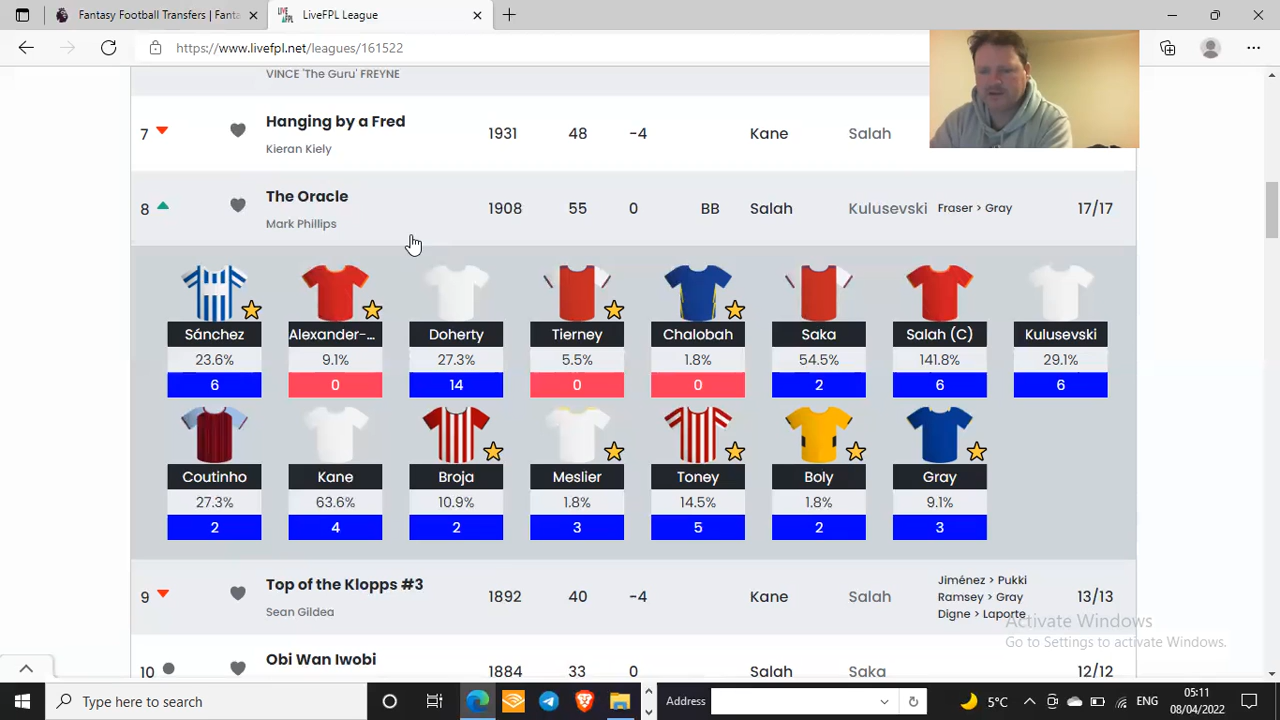 Fantasy Football Transfers | Fanta
LiveFPL League
https://www.livefpl.net/leagues/161522
VINCE 'The Guru' FREYNE
7 Hanging by a Fred 1931 48 -4 Kane Salah
Kieran Kiely
8 The Oracle 1908 55 0 BB Salah Kulusevski Fraser > Gray 17/17
Mark Phillips
Sánchez Alexander-... Doherty Tierney Chalobah Saka Salah (C) Kulusevski
23.6% 9.1% 27.3% 5.5% 1.8% 54.5% 141.8% 29.1%
6 0 14 0 0 2 6 6
Coutinho Kane Broja Meslier Toney Boly Gray
27.3% 63.6% 10.9% 1.8% 14.5% 1.8% 9.1%
2 4 2 3 5 2 3
Jiménez > Pukki
9 Top of the Klopps #3 1892 40 -4 Kane Salah Ramsey > Gray 13/13
Sean Gildea Digne > Laporte
Activate Windows
Go to Settings to activate Windows.
10 Obi Wan Iwobi 1884 33 0 Salah Saka 12/12
Type here to search Address 5°C ENG 05:11
08/04/2022